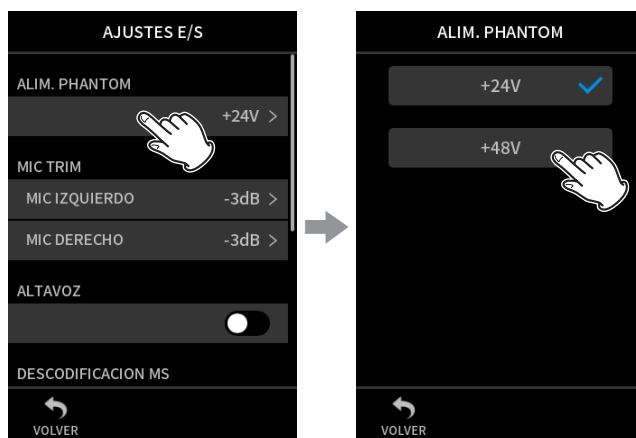 AJUSTES E/S
ALIM. PHANTOM
+24V >
MIC TRIM
MIC IZQUIERDO -3dB >
MIC DERECHO -3dB >
ALTAVOZ
DESCODIFICACION MS
VOLVER
ALIM. PHANTOM
+24V
+48V
VOLVER